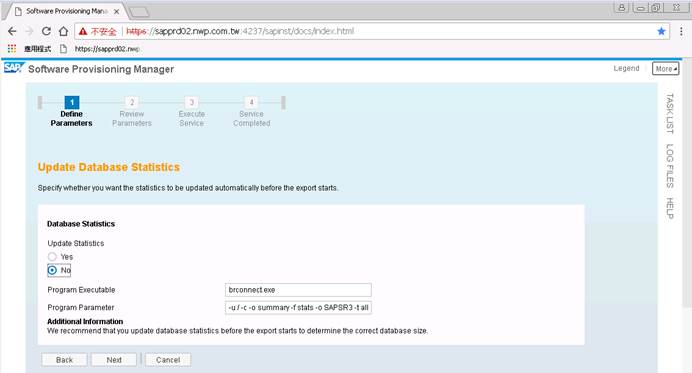 Software Provisioning Mana
不安全 https://sapprd02.nwp.com.tw:4237/sapinst/docs/index.html
應用程式 https://sapprd02.nwp.
SAP Software Provisioning Manager
Legend
More
TASK LIST
LOG FILES
HELP
1
Define
Parameters
2
Review
Parameters
3
Execute
Service
4
Service
Completed
Update Database Statistics
Specify whether you want the statistics to be updated automatically before the export starts.
Database Statistics
Update Statistics
Yes
No
Program Executable brconnect.exe
Program Parameter -u / -c -o summary -f stats -o SAPSR3 -t all
Additional Information
We recommend that you update database statistics before the export starts to determine the correct database size.
Back Next Cancel